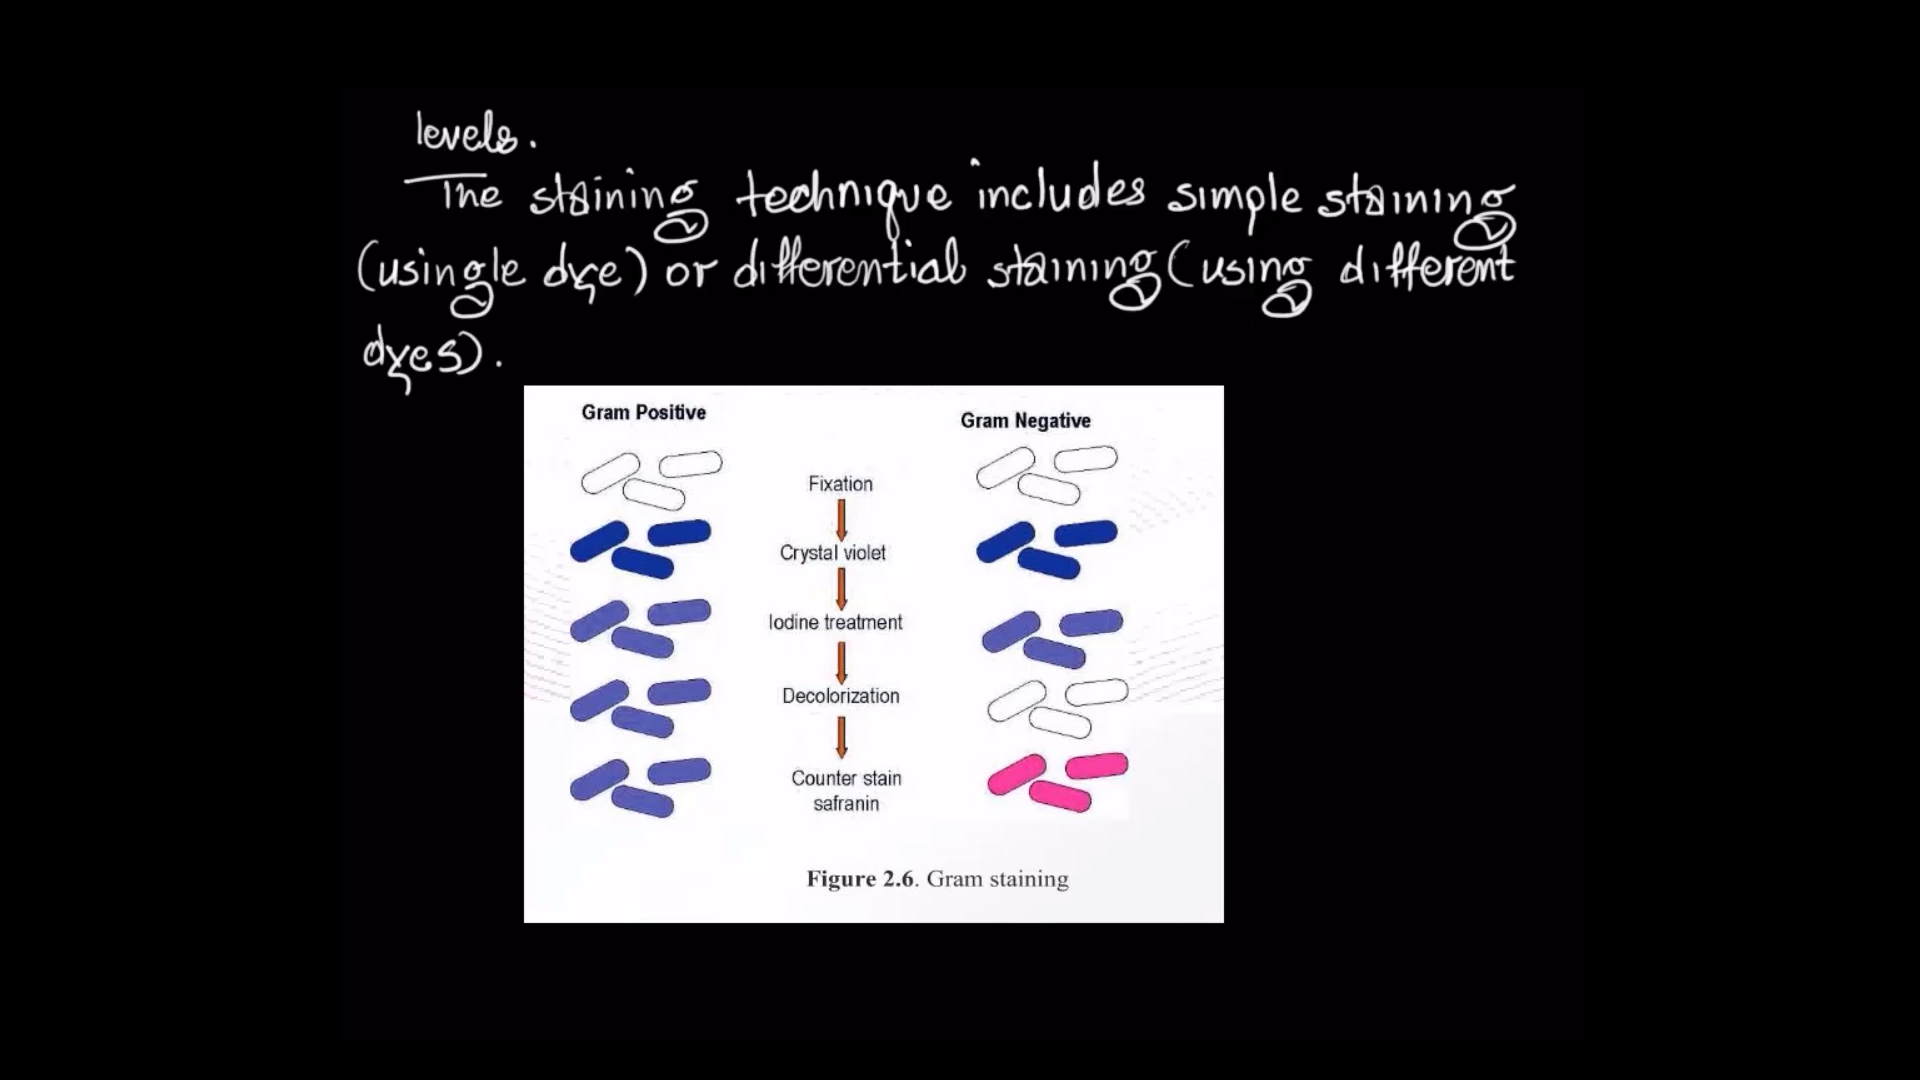 levels.
The staining technique includes simple staining
(usingle dye) or differential staining (using different
dyes).
Gram Positive
Gram Negative
Fixation
Crystal violet
Iodine treatment
Decolorization
Counter stain
safranin
Figure 2.6. Gram staining